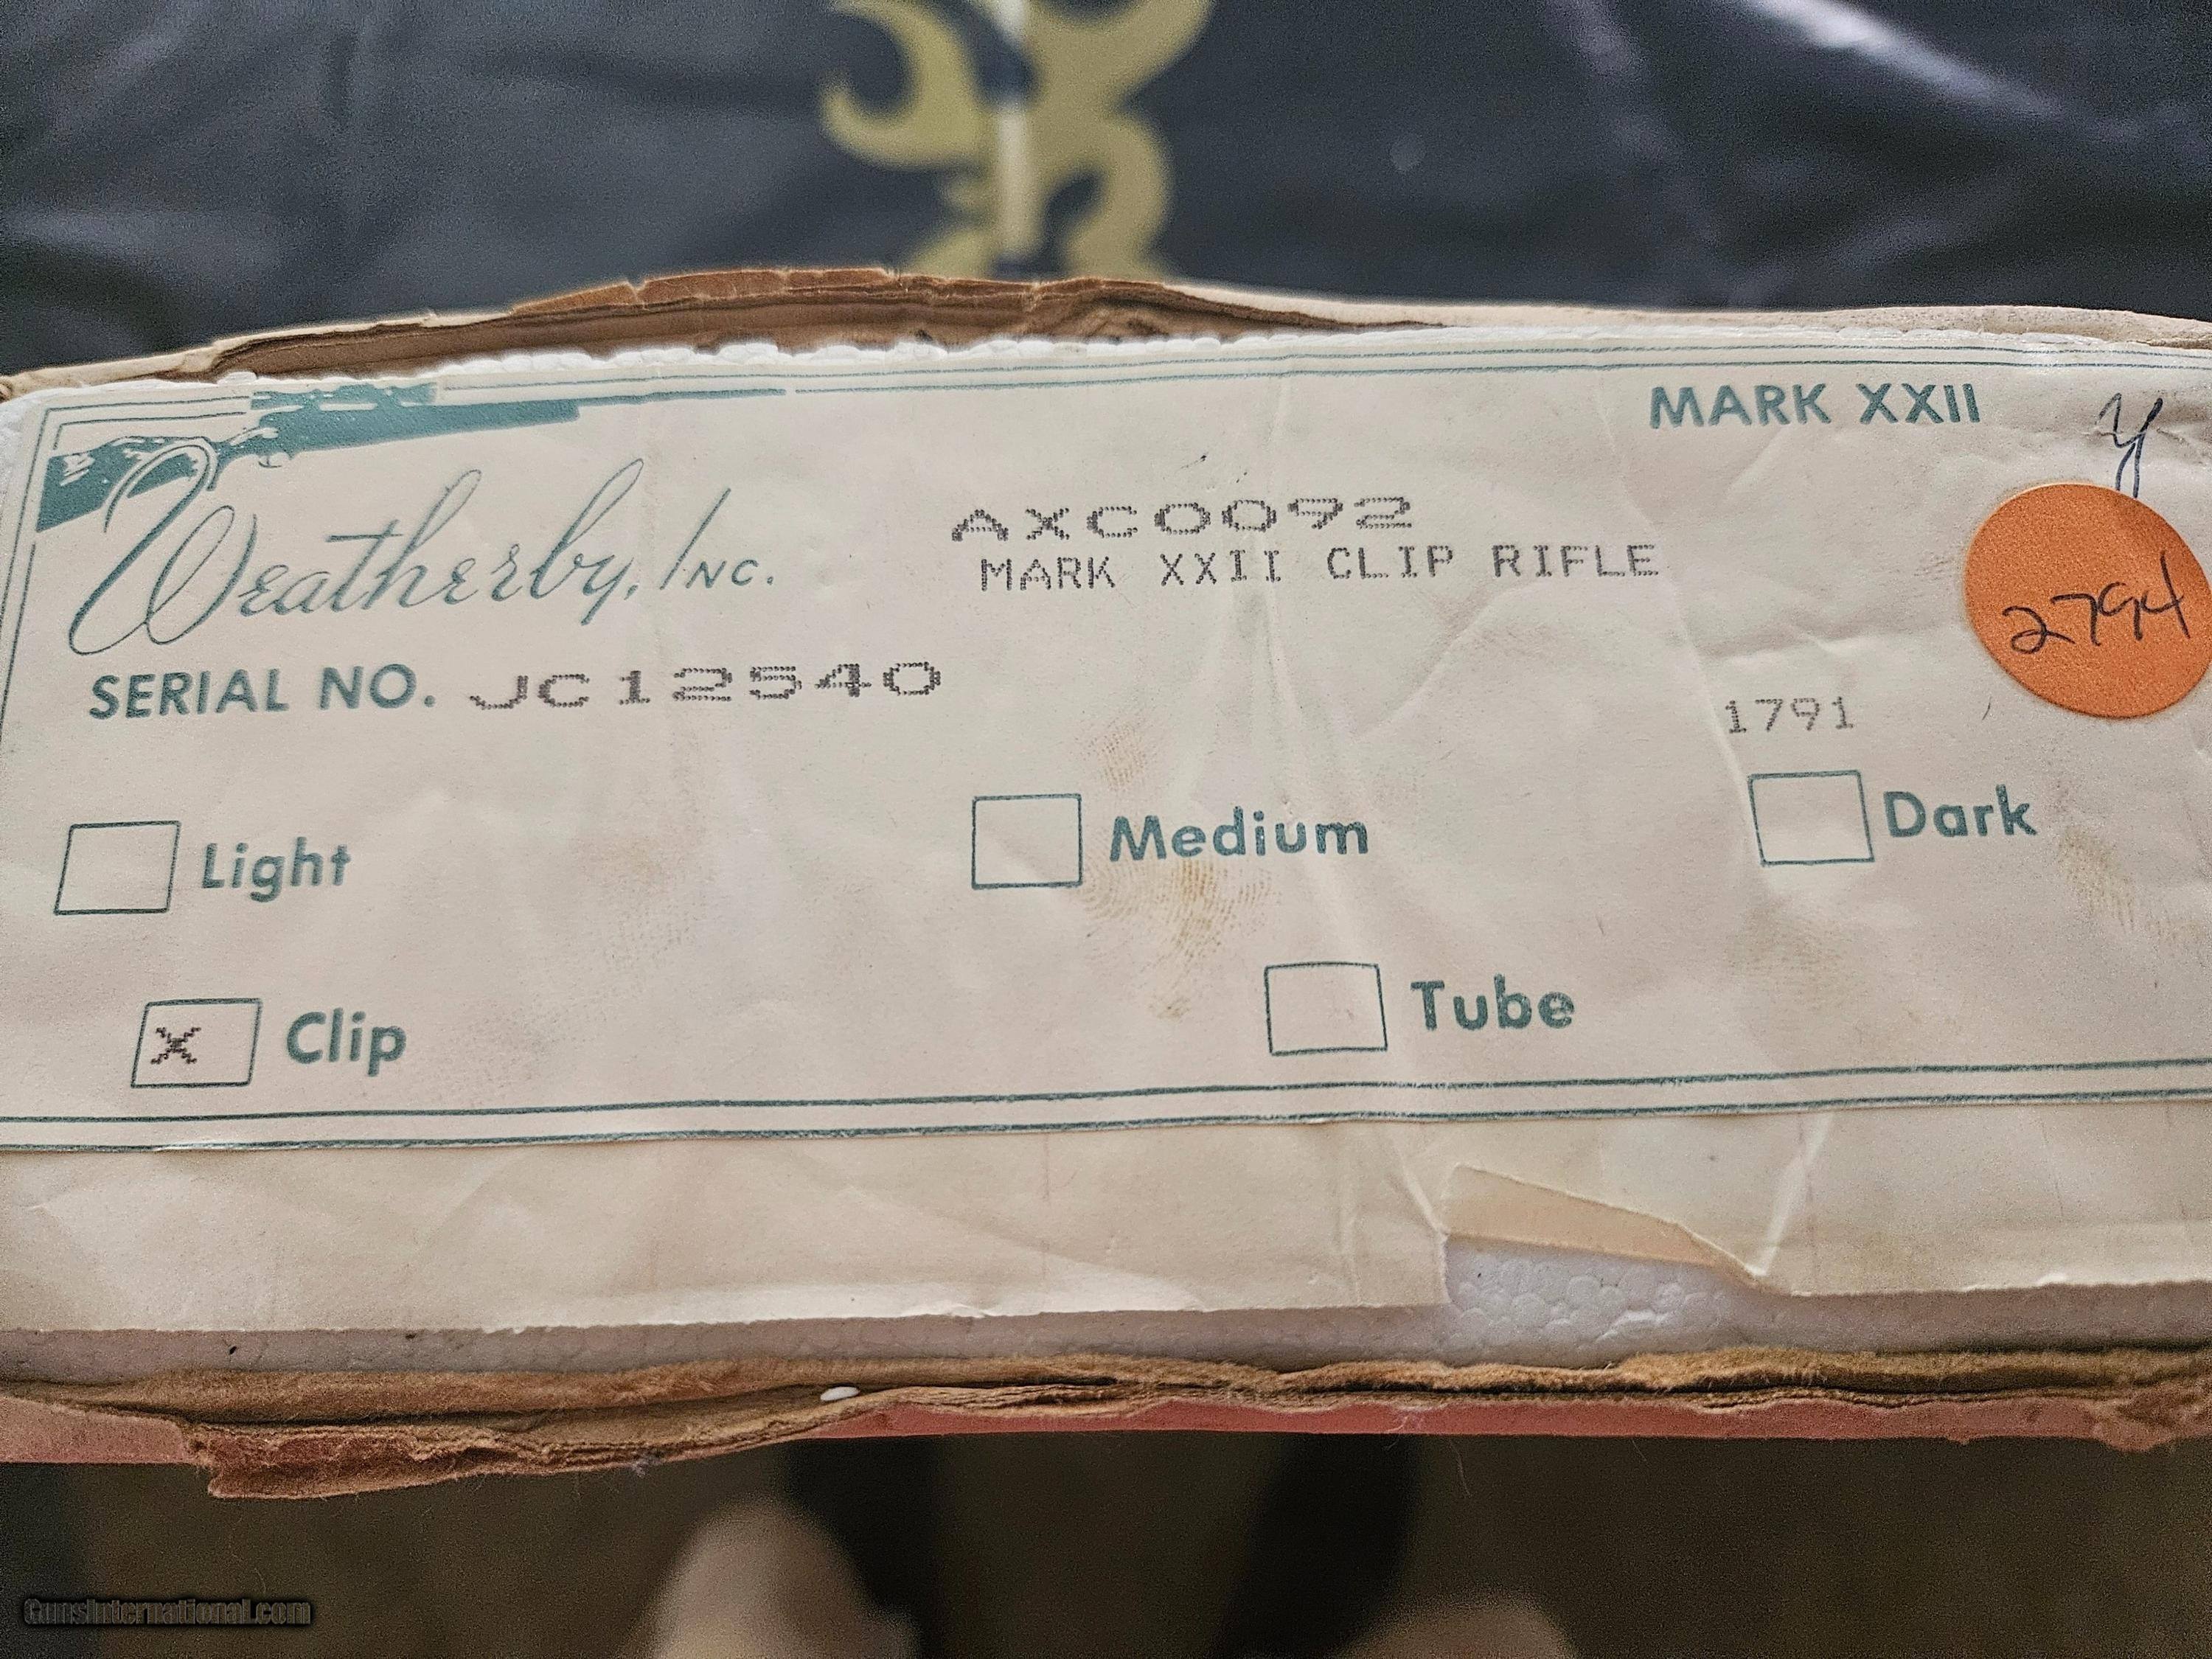 MARK XXII
y
Weatherby, Inc.
AXC0092
MARK XXII CLIP RIFLE
2794
SERIAL NO. JC12540
1791
Light
Medium
Dark
x Clip
Tube
GunsInternational.com